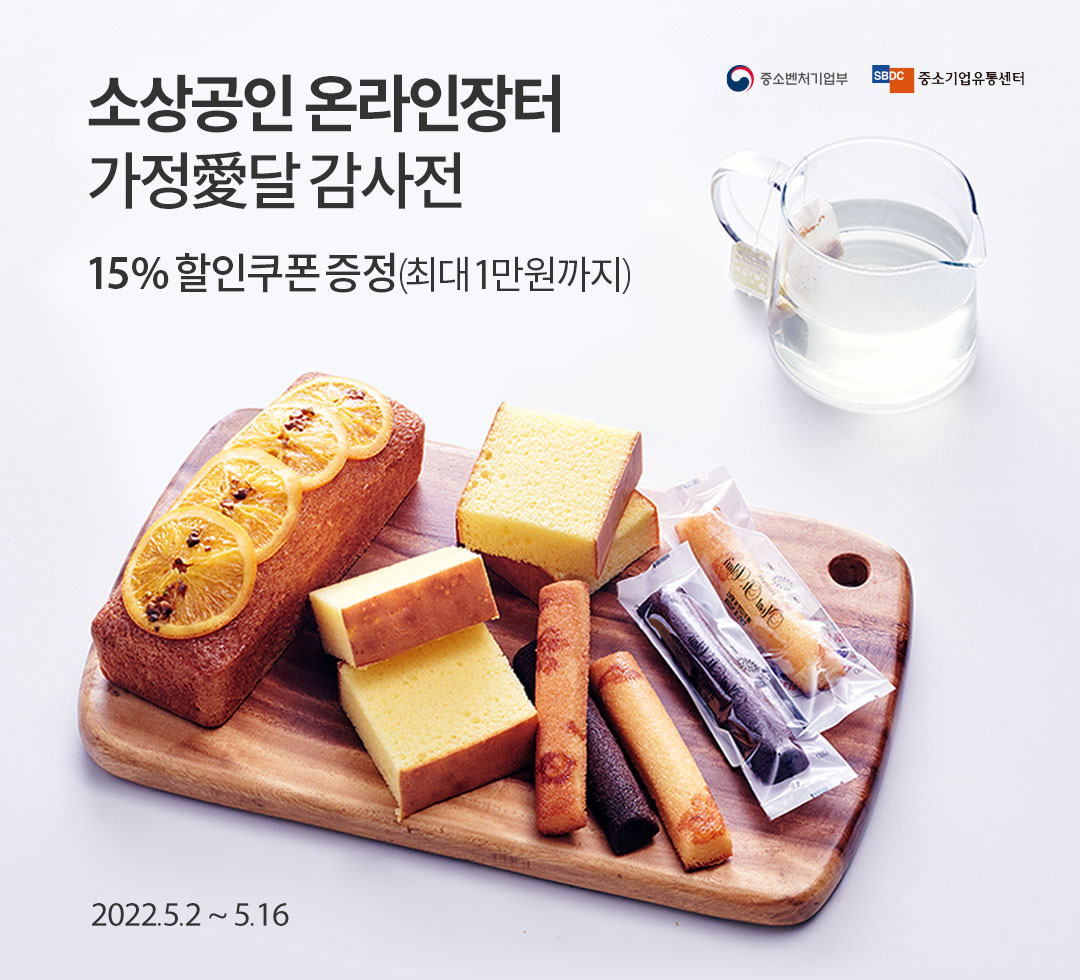 소상공인 온라인장터
가정愛달 감사전
15% 할인쿠폰 증정(최대 1만원까지)
중소벤처기업부
SBDC 중소기업유통센터
2022.5.2 ~ 5.16